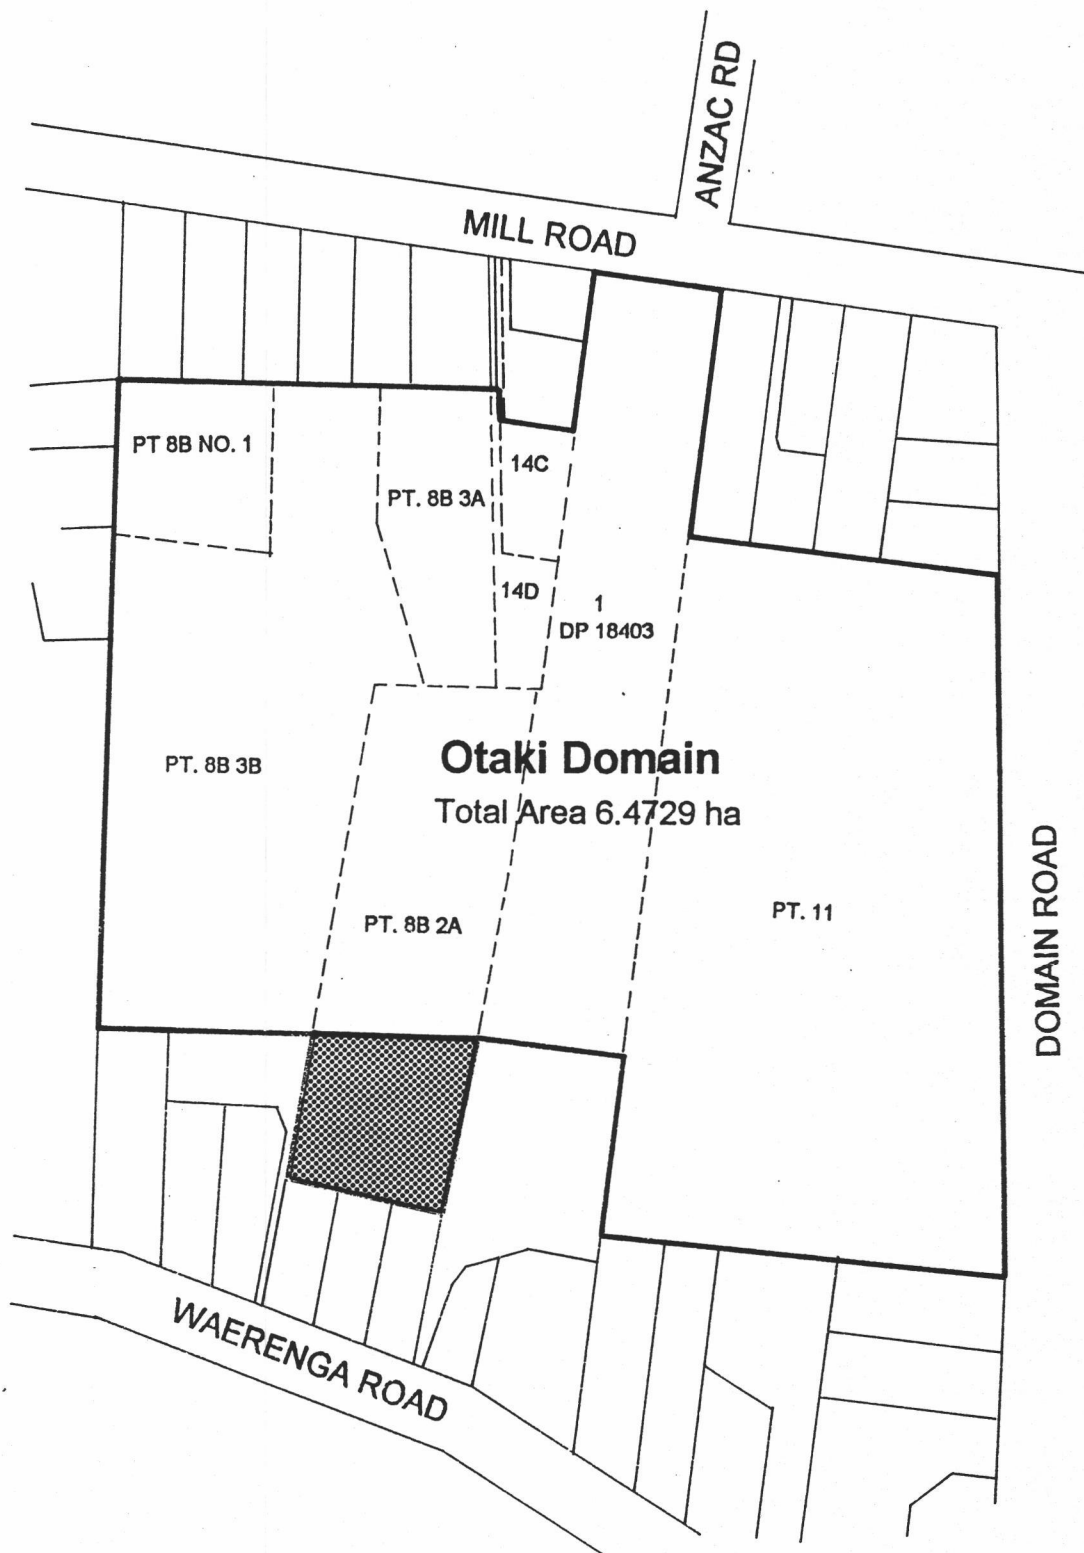 ANZAC RD
MILL ROAD
PT 8B NO. 1
14C
PT. 8B 3A
14D
1
DP 18403
Otaki Domain
PT. 8B 3B
Total Area 6.4729 ha
PT. 11
PT. 8B 2A
DOMAIN ROAD
WAERENGA ROAD